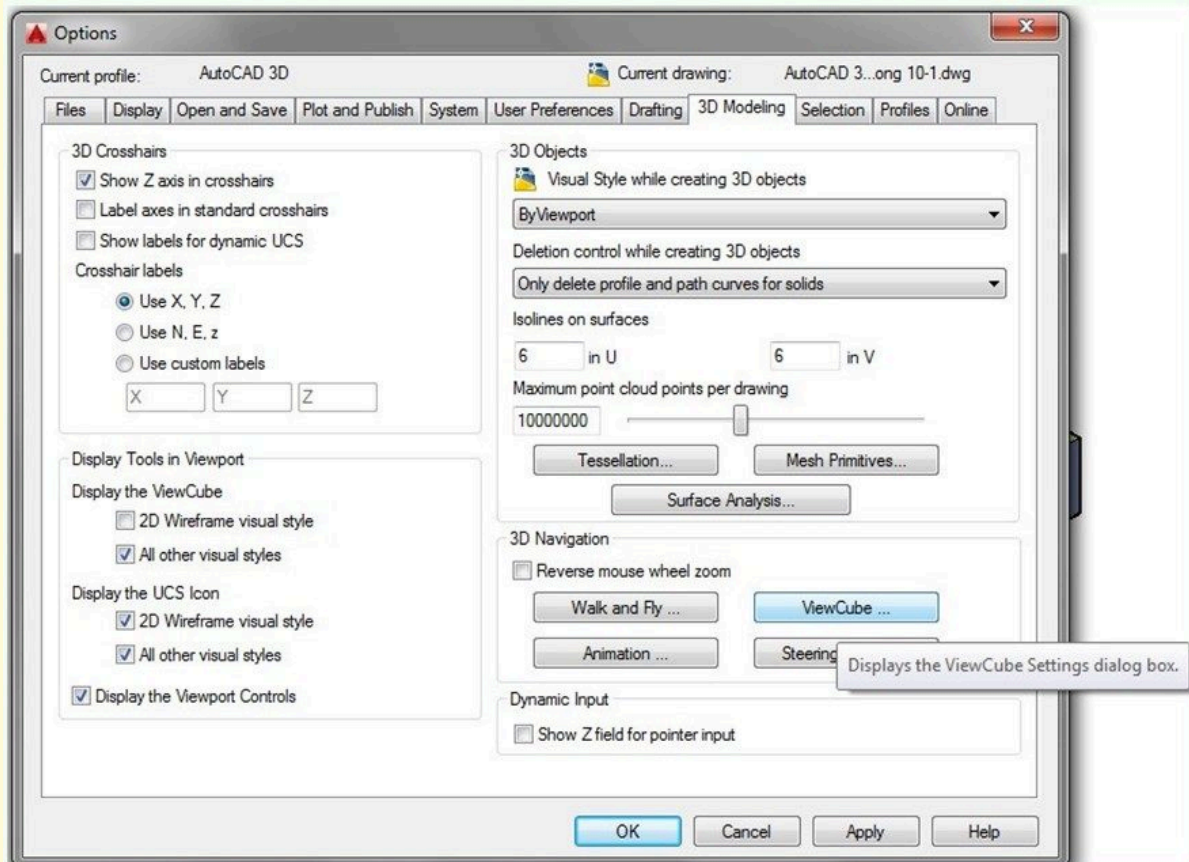 Options
Current profile: AutoCAD 3D Current drawing: AutoCAD 3...ong 10-1.dwg
Files Display Open and Save Plot and Publish System User Preferences Drafting 3D Modeling Selection Profiles Online
3D Crosshairs
Show Z axis in crosshairs
Label axes in standard crosshairs
Show labels for dynamic UCS
Crosshair labels
Use X, Y, Z
Use N, E, z
Use custom labels
X Y Z
Display Tools in Viewport
Display the ViewCube
2D Wireframe visual style
All other visual styles
Display the UCS Icon
2D Wireframe visual style
All other visual styles
Display the Viewport Controls
3D Objects
Visual Style while creating 3D objects
ByViewport
Deletion control while creating 3D objects
Only delete profile and path curves for solids
Isolines on surfaces
6 in U 6 in V
Maximum point cloud points per drawing
10000000
Tessellation... Mesh Primitives...
Surface Analysis...
3D Navigation
Reverse mouse wheel zoom
Walk and Fly ... ViewCube ...
Animation ... Steering
Displays the ViewCube Settings dialog box.
Dynamic Input
Show Z field for pointer input
OK Cancel Apply Help